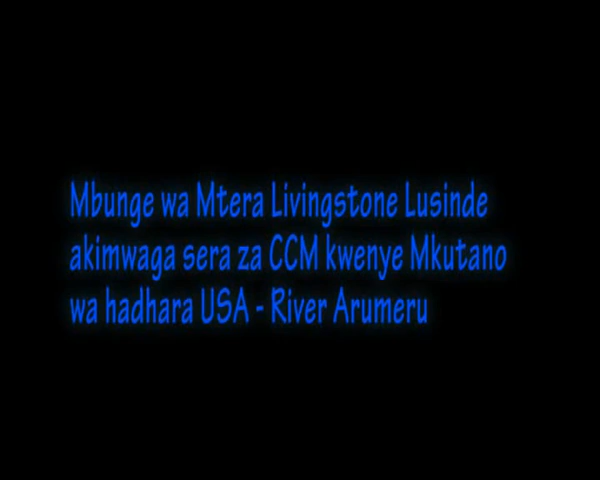 Mbunge wa Mtera Livingstone Lusinde
akimwaga sera za CCM kwenye Mkutano
wa hadhara USA - River Arumeru